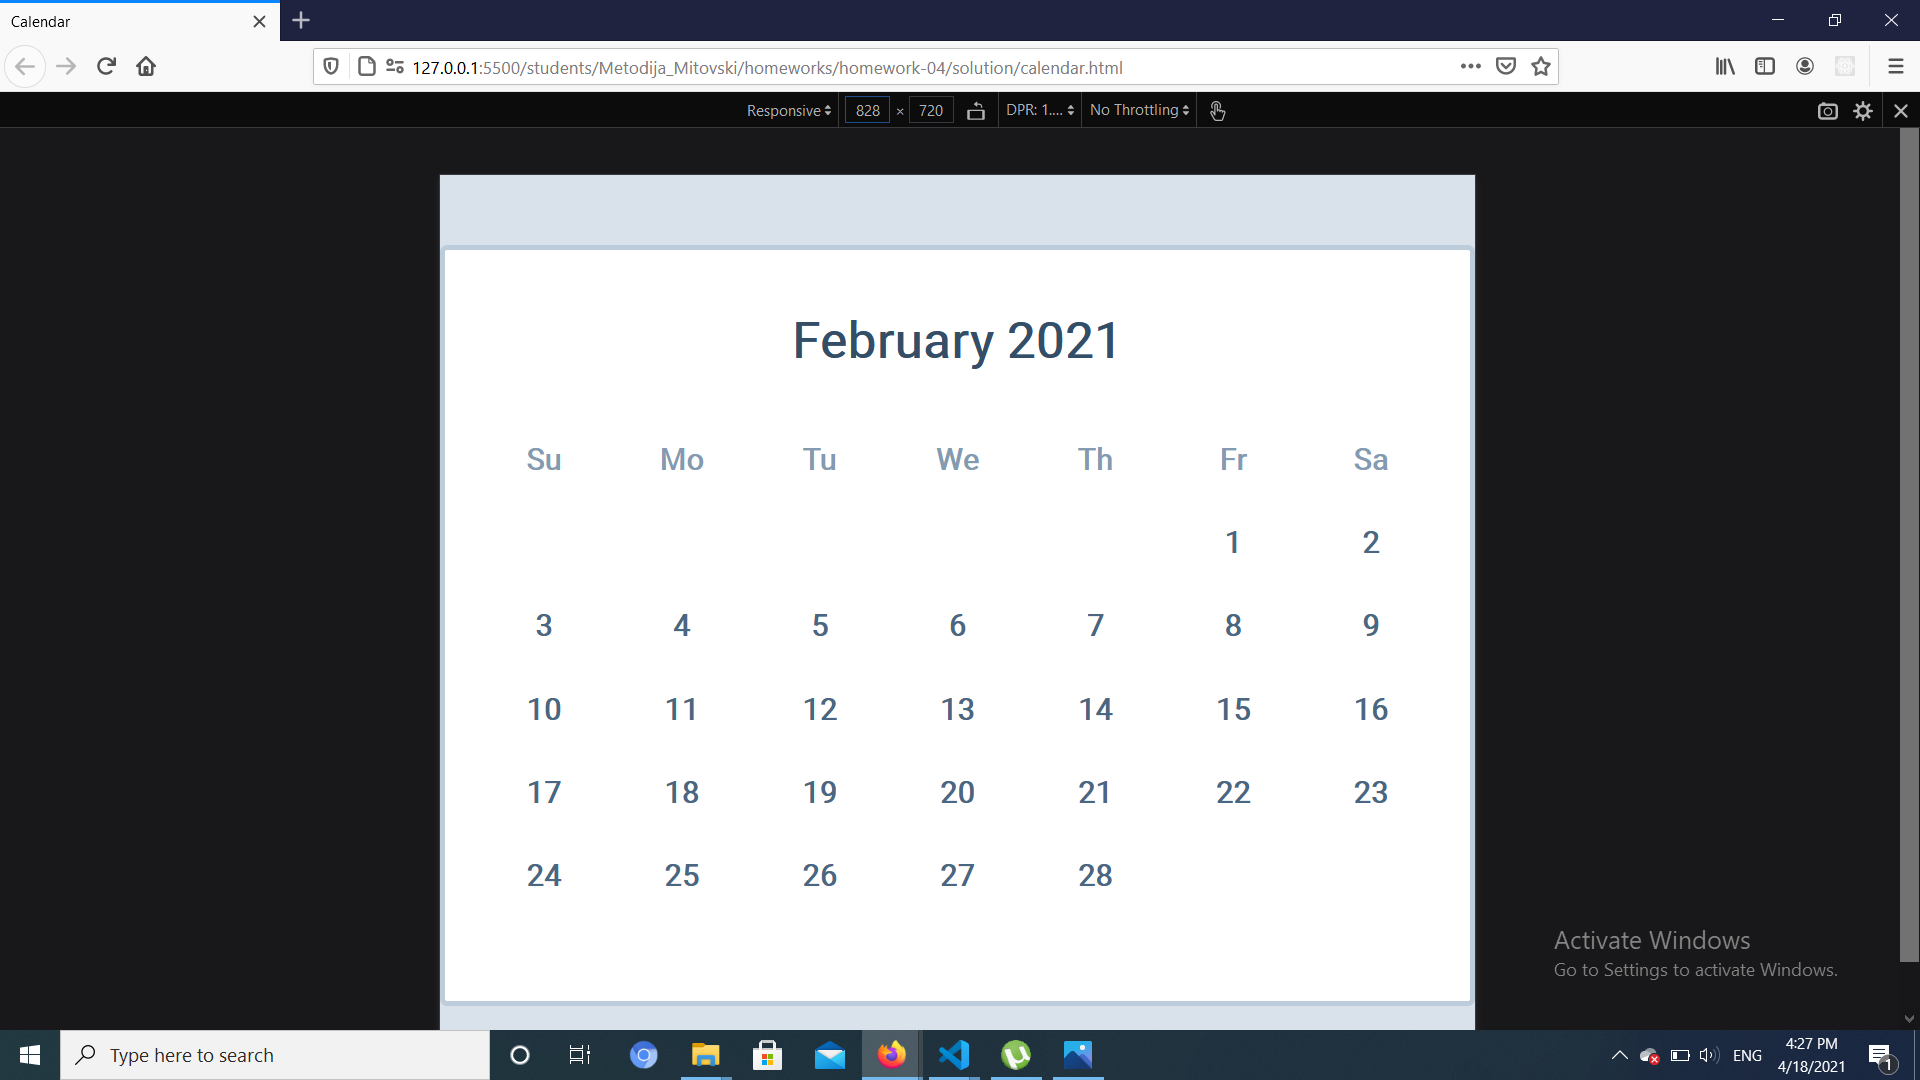 Calendar
127.0.0.1:5500/students/Metodija_Mitovski/homeworks/homework-04/solution/calendar.html
Responsive 828 × 720 DPR: 1.... No Throttling
February 2021
Su Mo Tu We Th Fr Sa
1 2
3 4 5 6 7 8 9
10 11 12 13 14 15 16
17 18 19 20 21 22 23
24 25 26 27 28
Activate Windows
Go to Settings to activate Windows.
Type here to search
ENG
4:27 PM
4/18/2021
1